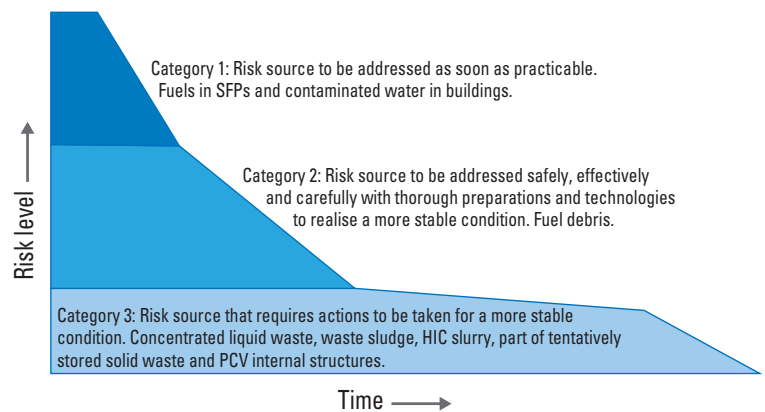 Category 1: Risk source to be addressed as soon as practicable.
Fuels in SFPs and contaminated water in buildings.
Category 2: Risk source to be addressed safely, effectively
and carefully with thorough preparations and technologies
to realise a more stable condition. Fuel debris.
Risk level
Category 3: Risk source that requires actions to be taken for a more stable
condition. Concentrated liquid waste, waste sludge, HIC slurry, part of tentatively
stored solid waste and PCV internal structures.
Time